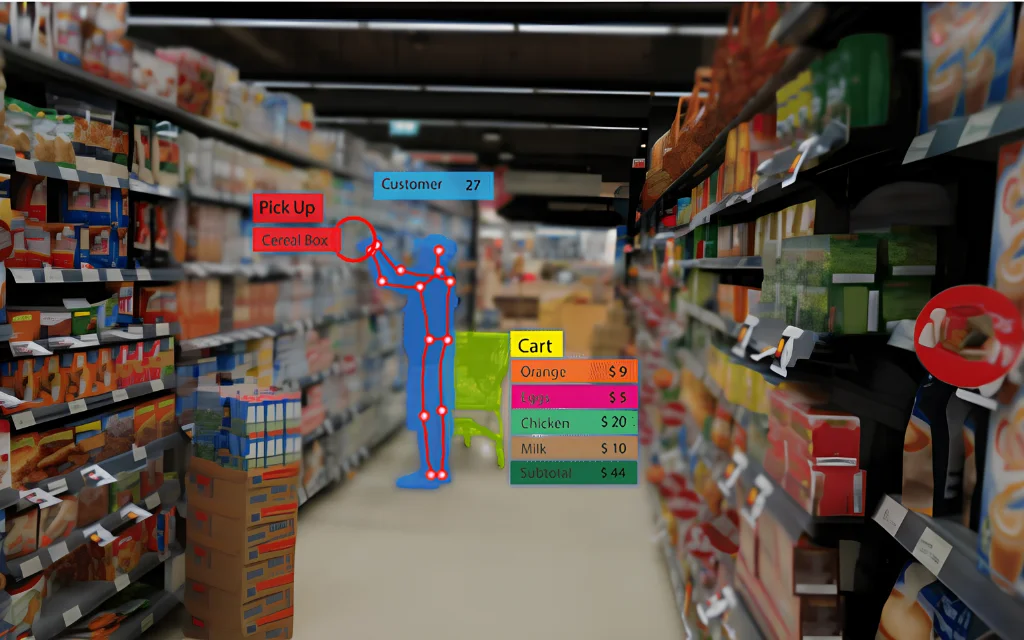 Customer 27
Pick Up
Cereal Box
Cart
Orange $ 9
Eggs $ 5
Chicken $ 20
Milk $ 10
Subtotal $ 44